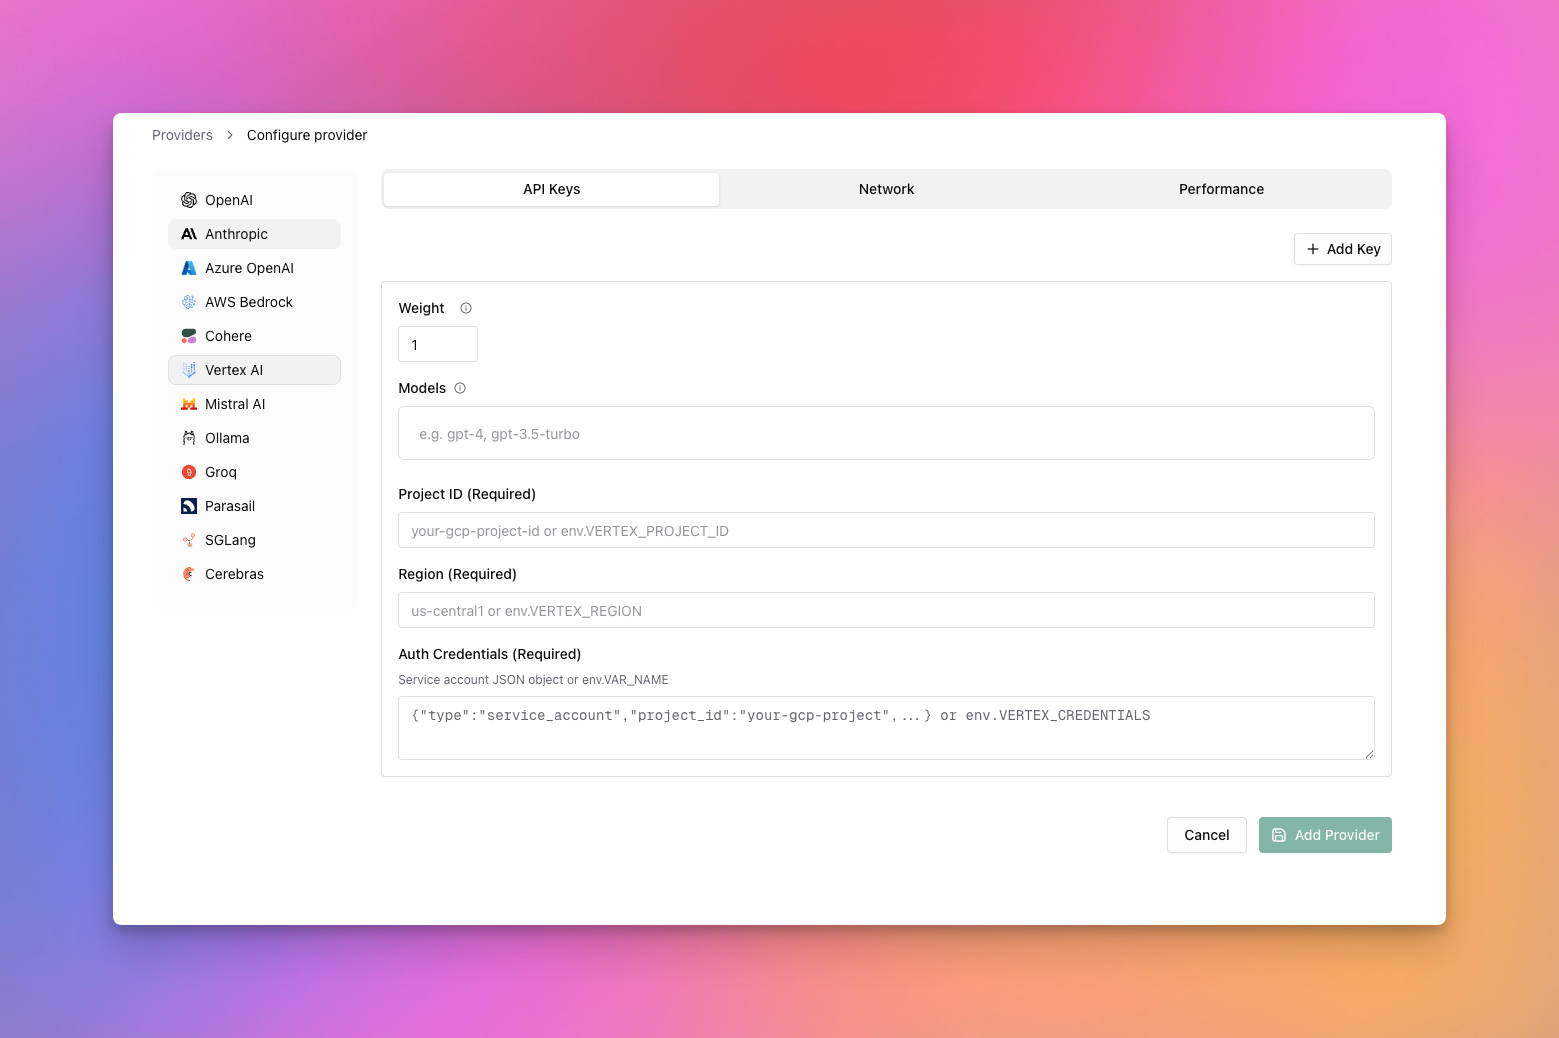 Providers > Configure provider
OpenAI
Anthropic
Azure OpenAI
AWS Bedrock
Cohere
Vertex AI
Mistral AI
Ollama
Groq
Parasail
SGLang
Cerebras
API Keys Network Performance
+ Add Key
Weight
1
Models
e.g. gpt-4, gpt-3.5-turbo
Project ID (Required)
your-gcp-project-id or env.VERTEX_PROJECT_ID
Region (Required)
us-central1 or env.VERTEX_REGION
Auth Credentials (Required)
Service account JSON object or env.VAR_NAME
{"type":"service_account","project_id":"your-gcp-project",...} or env.VERTEX_CREDENTIALS
Cancel Add Provider